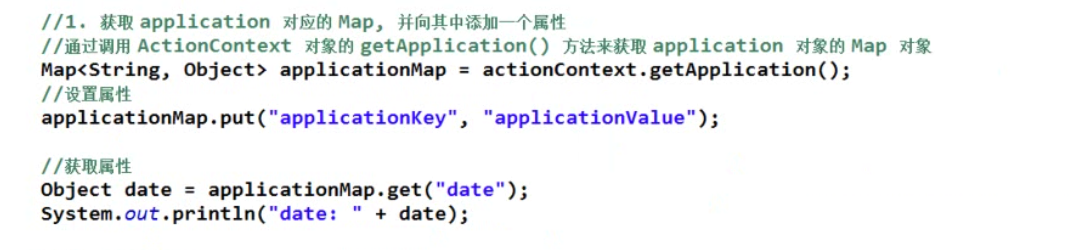 //1. 获取 application 对应的 Map, 并向其中添加一个属性
//通过调用 ActionContext 对象的 getApplication() 方法来获取 application 对象的 Map 对象
Map<String, Object> applicationMap = actionContext.getApplication();
//设置属性
applicationMap.put("applicationKey", "applicationValue");
//获取属性
Object date = applicationMap.get("date");
System.out.println("date: " + date);